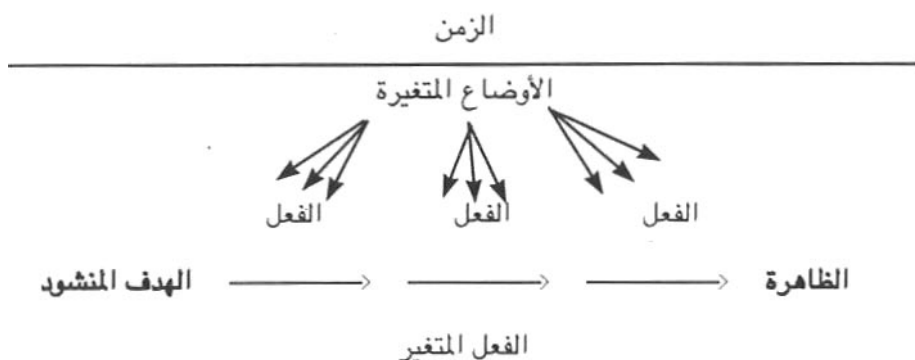 الزمن
الأوضاع المتغيرة
الفعل الفعل الفعل
الظاهرة الهدف المنشود
الفعل المتغير